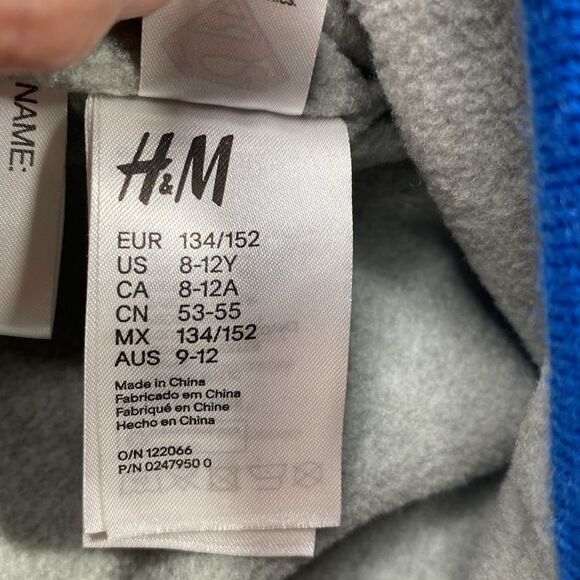 NAME:
H&M
EUR 134/152
US 8-12Y
CA 8-12A
CN 53-55
MX 134/152
AUS 9-12
Made in China
Fabricado em China
Fabriqué en Chine
Hecho en China
O/N 122066
P/N 0247950 0